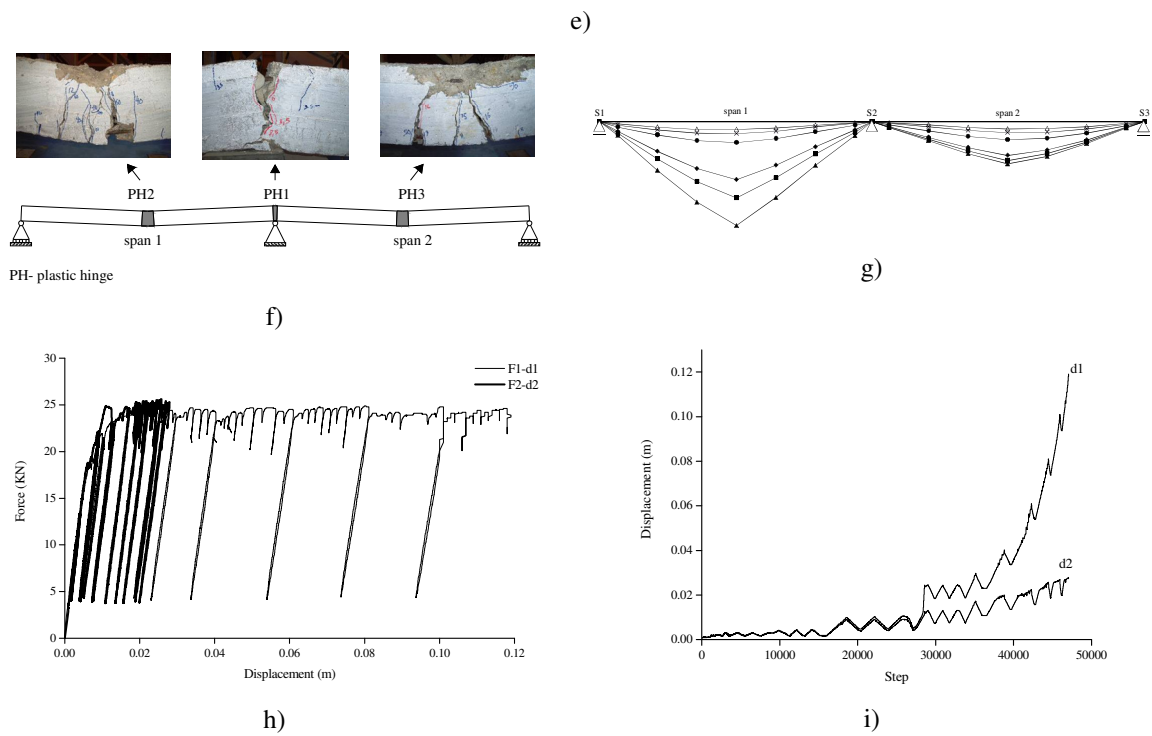 e)
PH2
PH1
PH3
span 1
span 2
PH- plastic hinge
f)
S1
span 1
S2
span 2
S3
g)
30
25
20
15
10
5
0
Force (KN)
F1-d1
F2-d2
0.00
0.02
0.04
0.06
0.08
0.10
0.12
Displacement (m)
h)
0.12
0.10
0.08
0.06
0.04
0.02
0.00
Displacement (m)
d1
d2
0
10000
20000
30000
40000
50000
Step
i)